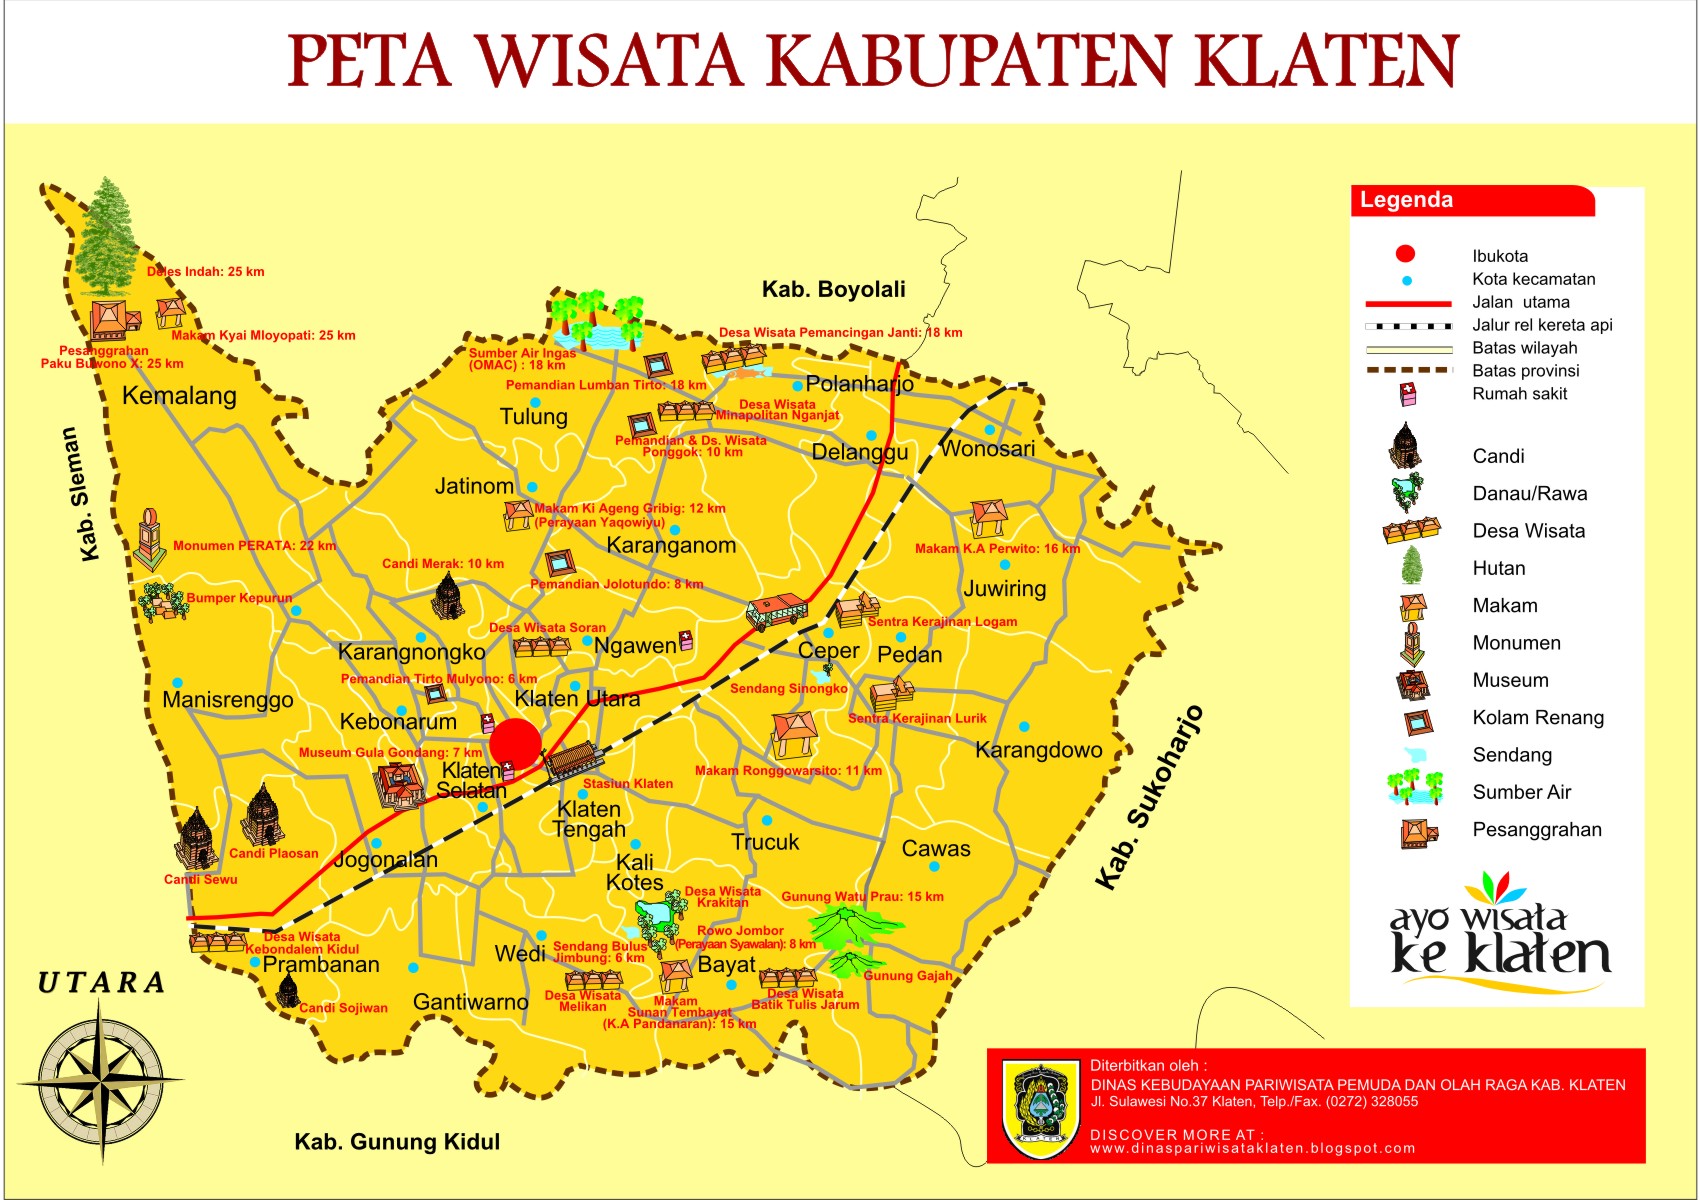 PETA WISATA KABUPATEN KLATEN
Legenda
Ibukota
Kota kecamatan
Jalan utama
Jalur rel kereta api
Batas wilayah
Batas provinsi
Rumah sakit
Candi
Danau/Rawa
Desa Wisata
Hutan
Makam
Monumen
Museum
Kolam Renang
Sendang
Sumber Air
Pesanggrahan
ayo wisata
ke klaten
Kab. Boyolali
Kab. Sleman
Kab. Sukoharjo
Kab. Gunung Kidul
UTARA
Deles Indah: 25 km
Makam Kyai Mloyopati: 25 km
Pesanggrahan
Paku Buwono X: 25 km
Kemalang
Sumber Air Ingas
(OMAC) : 18 km
Desa Wisata Pemancingan Janti: 18 km
Pemandian Lumban Tirto: 18 km
Polanharjo
Tulung
Desa Wisata
Minapolitan Nganjat
Pemandian & Ds. Wisata
Ponggok: 10 km
Delanggu
Wonosari
Jatinom
Makam Ki Ageng Gribig: 12 km
(Perayaan Yaqowiyu)
Karanganom
Monumen PERATA: 22 km
Makam K.A Perwito: 16 km
Candi Merak: 10 km
Pemandian Jolotundo: 8 km
Juwiring
Bumper Kepurun
Sentra Kerajinan Logam
Desa Wisata Soran
Ngawen
Karangnongko
Ceper
Pedan
Pemandian Tirto Mulyono: 6 km
Sendang Sinongko
Manisrenggo
Klaten Utara
Kebonarum
Sentra Kerajinan Lurik
Museum Gula Gondang: 7 km
Karangdowo
Klaten
Selatan
Makam Ronggowarsito: 11 km
Stasiun Klaten
Klaten
Tengah
Trucuk
Candi Plaosan
Jogonalan
Cawas
Candi Sewu
Kali
Kotes
Desa Wisata
Krakitan
Gunung Watu Prau: 15 km
Rowo Jombor
(Perayaan Syawalan): 8 km
Desa Wisata
Kebondalem Kidul
Wedi
Sendang Bulus
Jimbung: 6 km
Prambanan
Bayat
Gunung Gajah
Desa Wisata
Melikan
Makam
Sunan Tembayat
(K.A Pandanaran): 15 km
Desa Wisata
Batik Tulis Jarum
Gantiwarno
Candi Sojiwan
KLATEN
Diterbitkan oleh :
DINAS KEBUDAYAAN PARIWISATA PEMUDA DAN OLAH RAGA KAB. KLATEN
Jl. Sulawesi No.37 Klaten, Telp./Fax. (0272) 328055
DISCOVER MORE AT :
www.dinaspariwisataklaten.blogspot.com